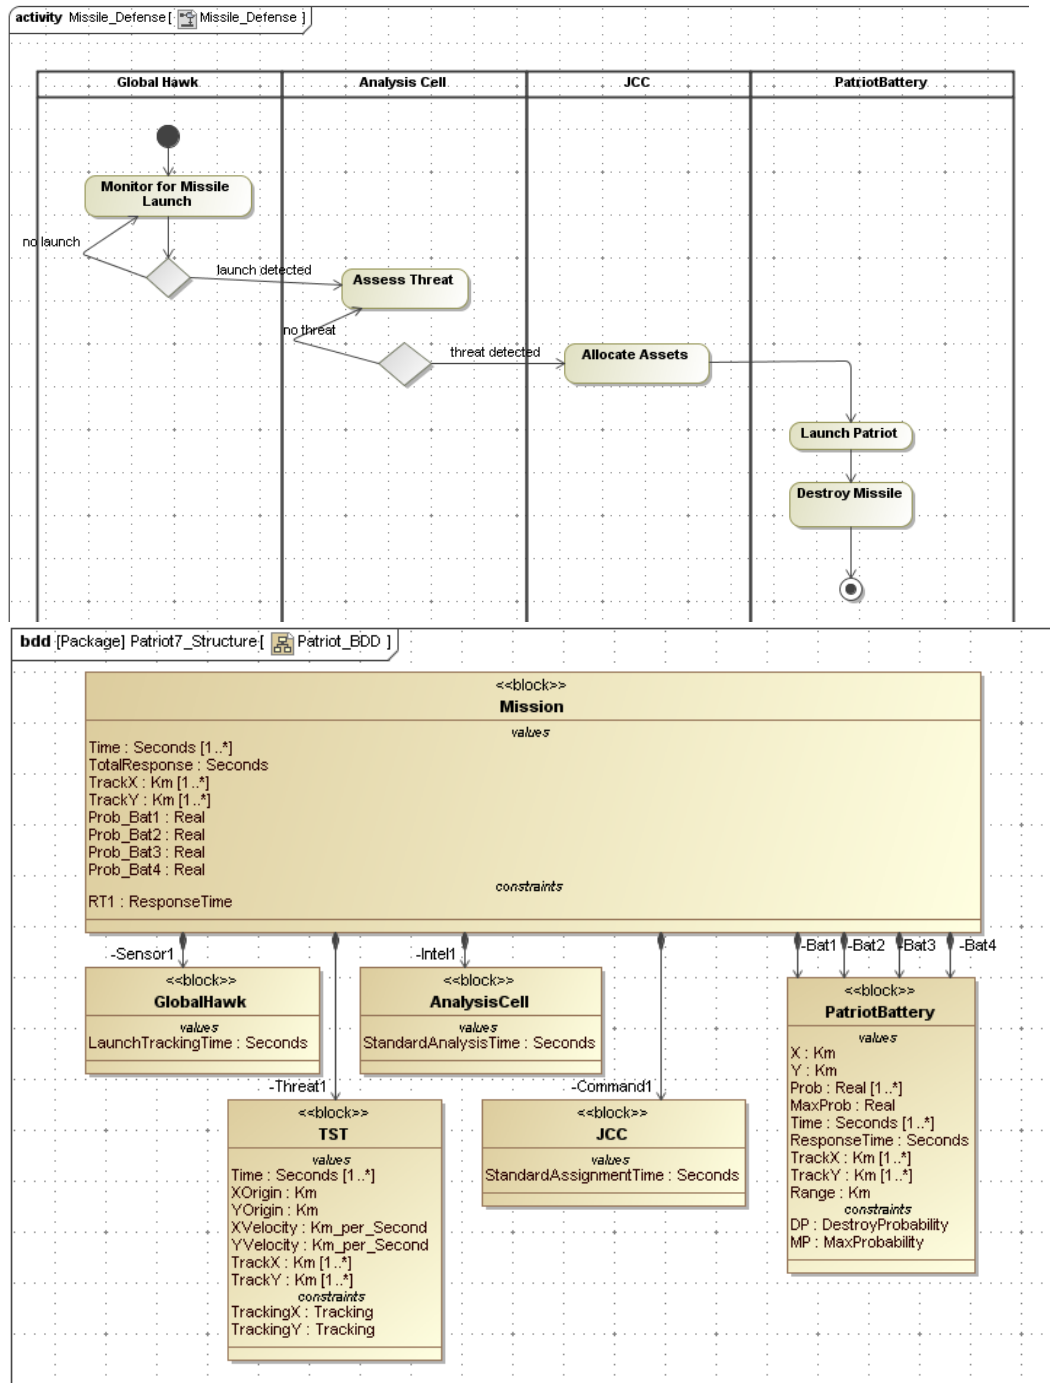 activity Missile_Defense [ Missile_Defense ]
Global Hawk
Analysis Cell
JCC
PatriotBattery
Monitor for Missile
Launch
no launch
launch detected
Assess Threat
no threat
threat detected
Allocate Assets
Launch Patriot
Destroy Missile
bdd [Package] Patriot7_Structure [ Patriot_BDD ]
<<block>>
Mission
values
Time : Seconds [1..*]
TotalResponse : Seconds
TrackX : Km [1..*]
TrackY : Km [1..*]
Prob_Bat1 : Real
Prob_Bat2 : Real
Prob_Bat3 : Real
Prob_Bat4 : Real
constraints
RT1 : ResponseTime
-Sensor1
-Intel1
-Bat1
-Bat2
-Bat3
-Bat4
<<block>>
GlobalHawk
values
LaunchTrackingTime : Seconds
<<block>>
AnalysisCell
values
StandardAnalysisTime : Seconds
<<block>>
PatriotBattery
values
X : Km
Y : Km
Prob : Real [1..*]
MaxProb : Real
Time : Seconds [1..*]
ResponseTime : Seconds
TrackX : Km [1..*]
TrackY : Km [1..*]
Range : Km
constraints
DP : DestroyProbability
MP : MaxProbability
-Threat1
-Command1
<<block>>
TST
values
Time : Seconds [1..*]
XOrigin : Km
YOrigin : Km
XVelocity : Km_per_Second
YVelocity : Km_per_Second
TrackX : Km [1..*]
TrackY : Km [1..*]
constraints
TrackingX : Tracking
TrackingY : Tracking
<<block>>
JCC
values
StandardAssignmentTime : Seconds